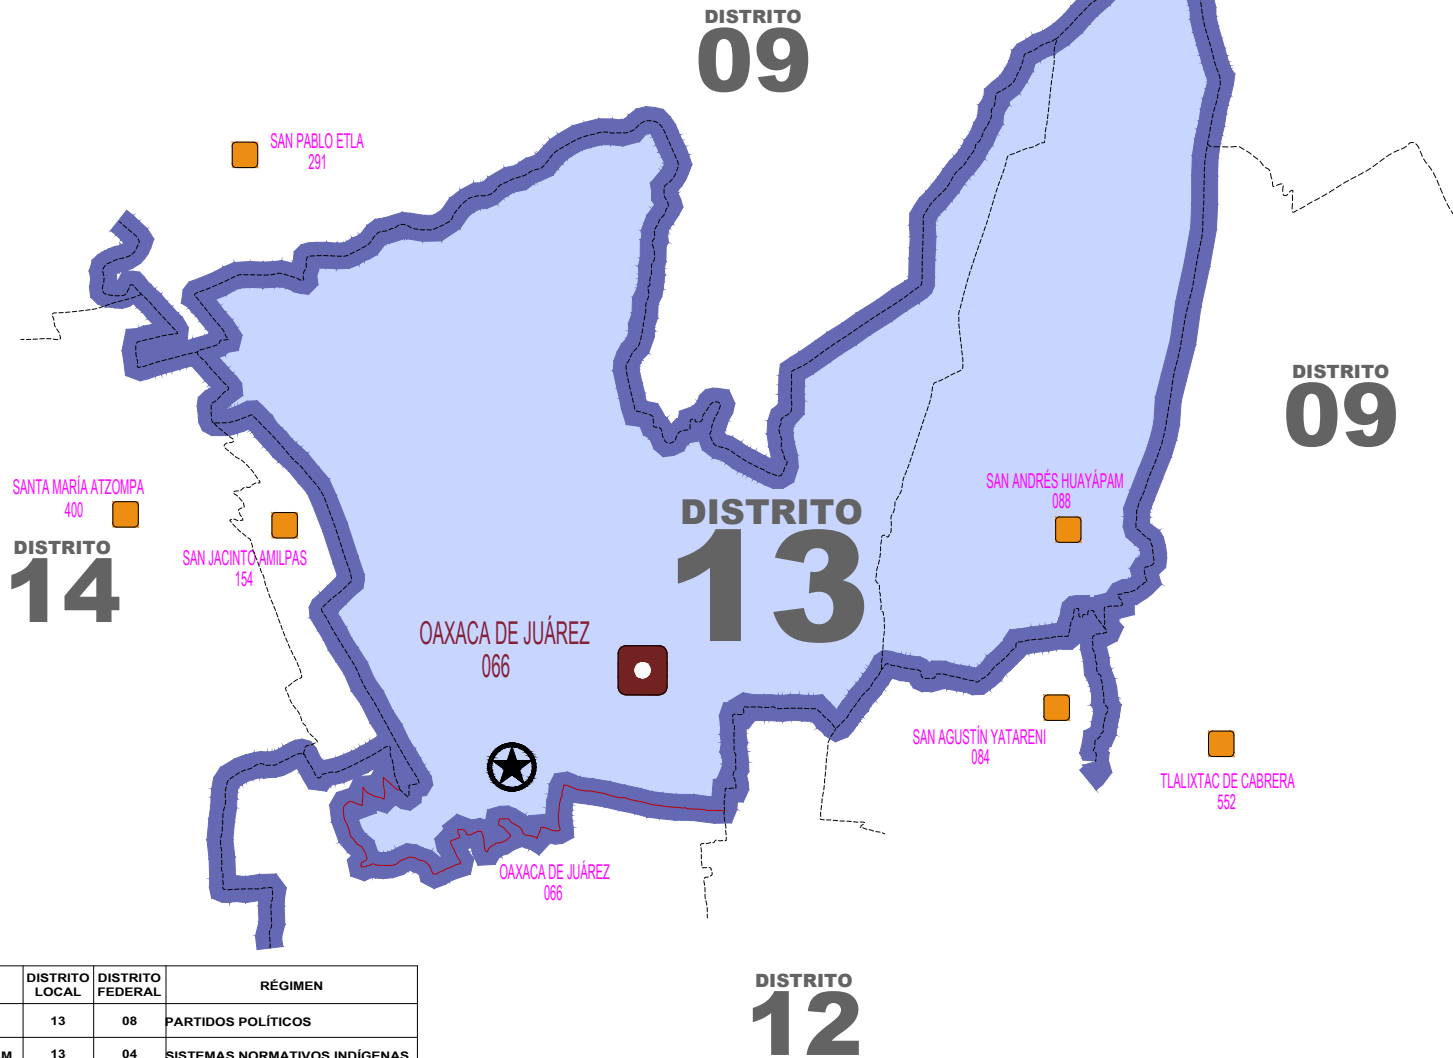 DISTRITO
09
SAN PABLO ETLA
291
DISTRITO
09
SANTA MARÍA ATZOMPA
400
DISTRITO
14
SAN JACINTO AMILPAS
154
DISTRITO
13
SAN ANDRÉS HUAYÁPAM
088
OAXACA DE JUÁREZ
066
SAN AGUSTÍN YATARENI
084
TLALIXTAC DE CABRERA
552
OAXACA DE JUÁREZ
066
DISTRITO
12
DISTRITO LOCAL DISTRITO FEDERAL RÉGIMEN
13 08 PARTIDOS POLÍTICOS
M 13 04 SISTEMAS NORMATIVOS INDÍGENAS